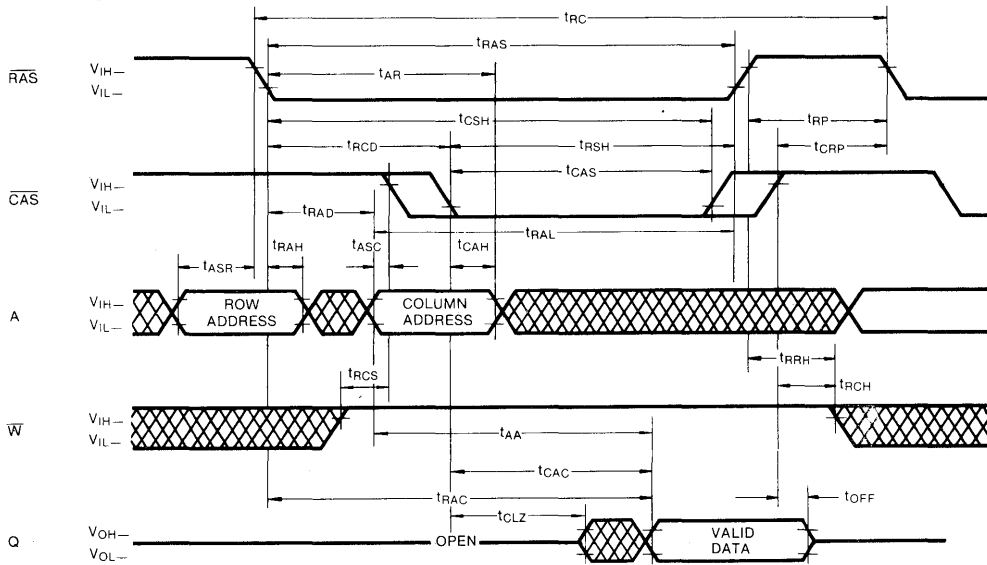 tRC
tRAS
tAR
R̅A̅S̅ VIH—
VIL—
tCSH
tRP
tRCD tRSH tCRP
tCAS
C̅A̅S̅ VIH—
VIL—
tRAD
tRAL
tRAH tASC tCAH
tASR
A VIH—
VIL—
ROW
ADDRESS
COLUMN
ADDRESS
tRRH
tRCS tRCH
W̅ VIH—
VIL—
tAA
tCAC
tRAC tOFF
tCLZ
Q VOH—
VOL—
OPEN
VALID
DATA